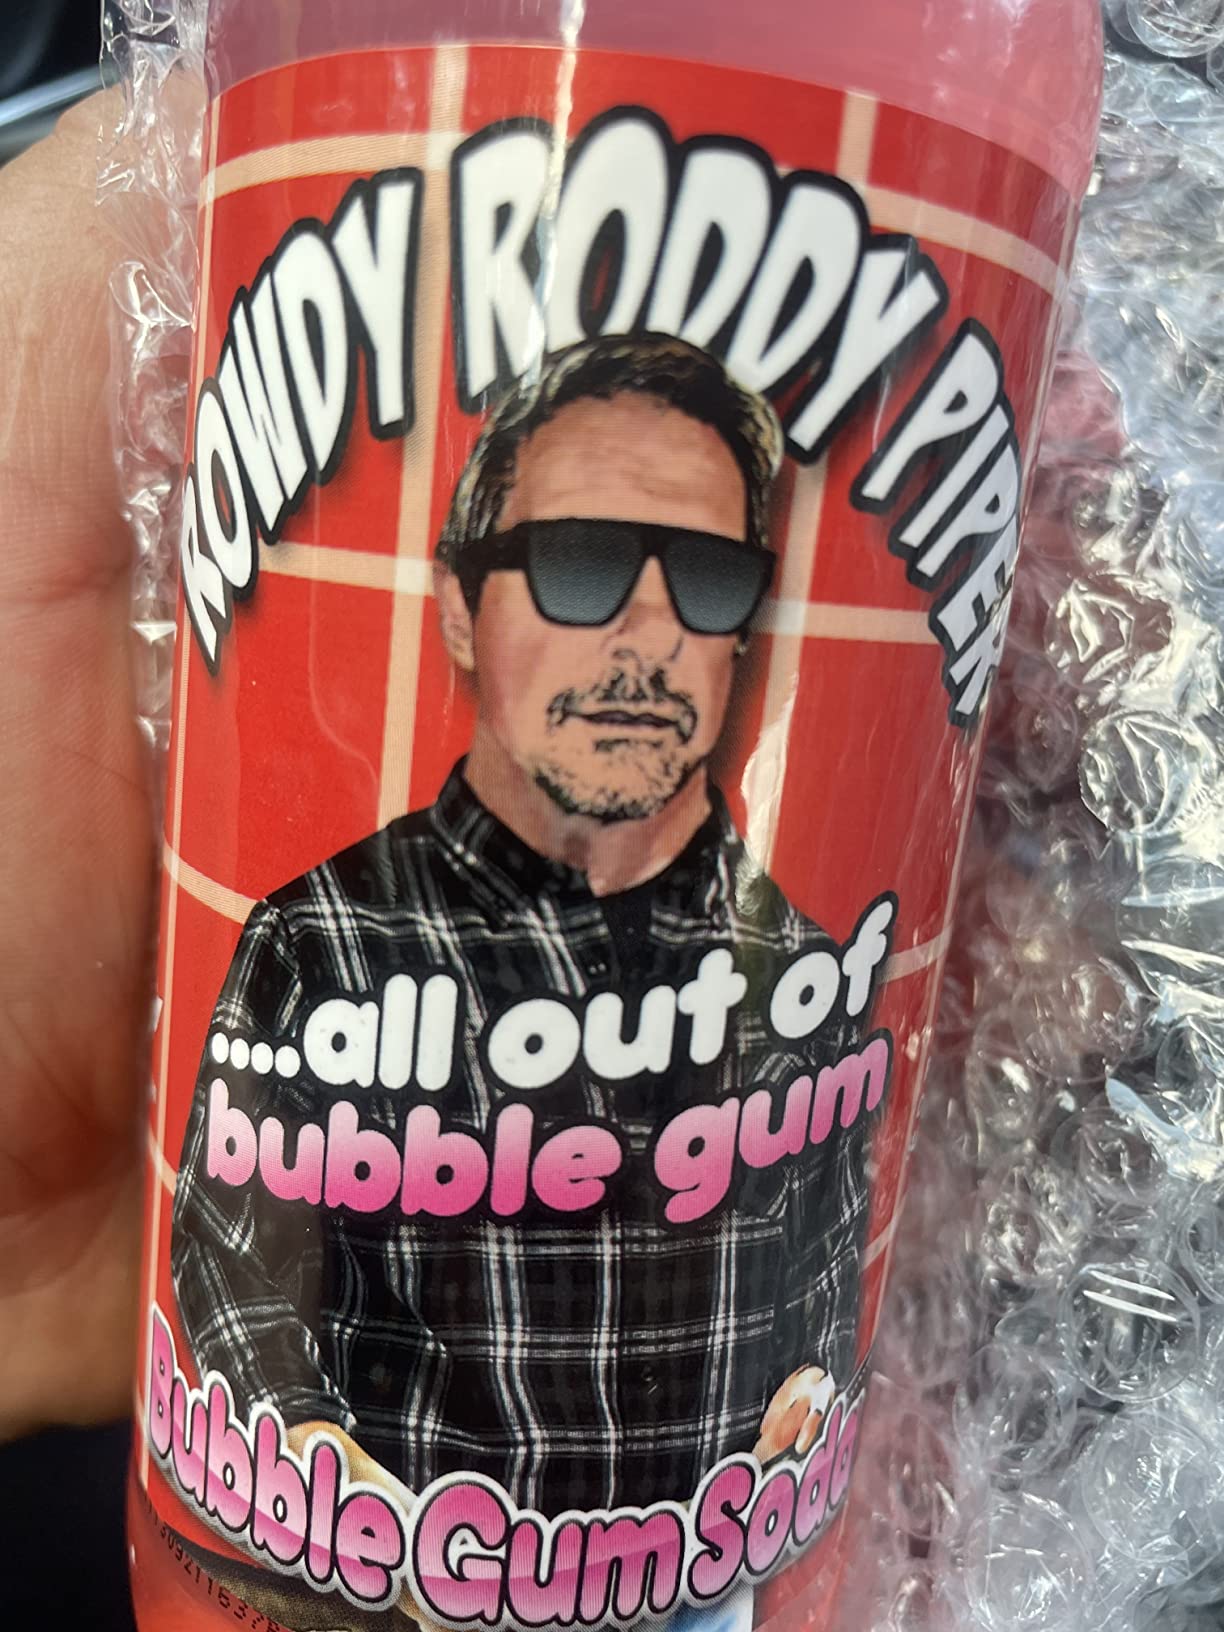 ROWDY RODDY PIPER
....all out of
bubble gum
Bubble Gum Soda